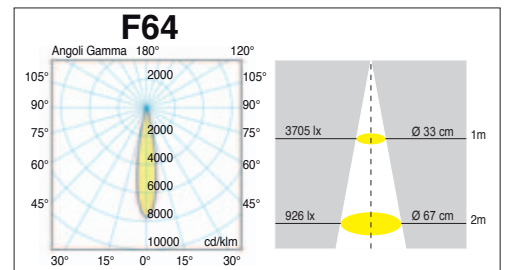 F64
Angoli Gamma 180° 120°
105° 2000 105°
90° 90°
75° 2000 75°
4000
60° 6000 60°
45° 8000 45°
10000 cd/klm
30° 15° 0° 15° 30°
3705 lx Ø 33 cm 1m
926 lx Ø 67 cm 2m